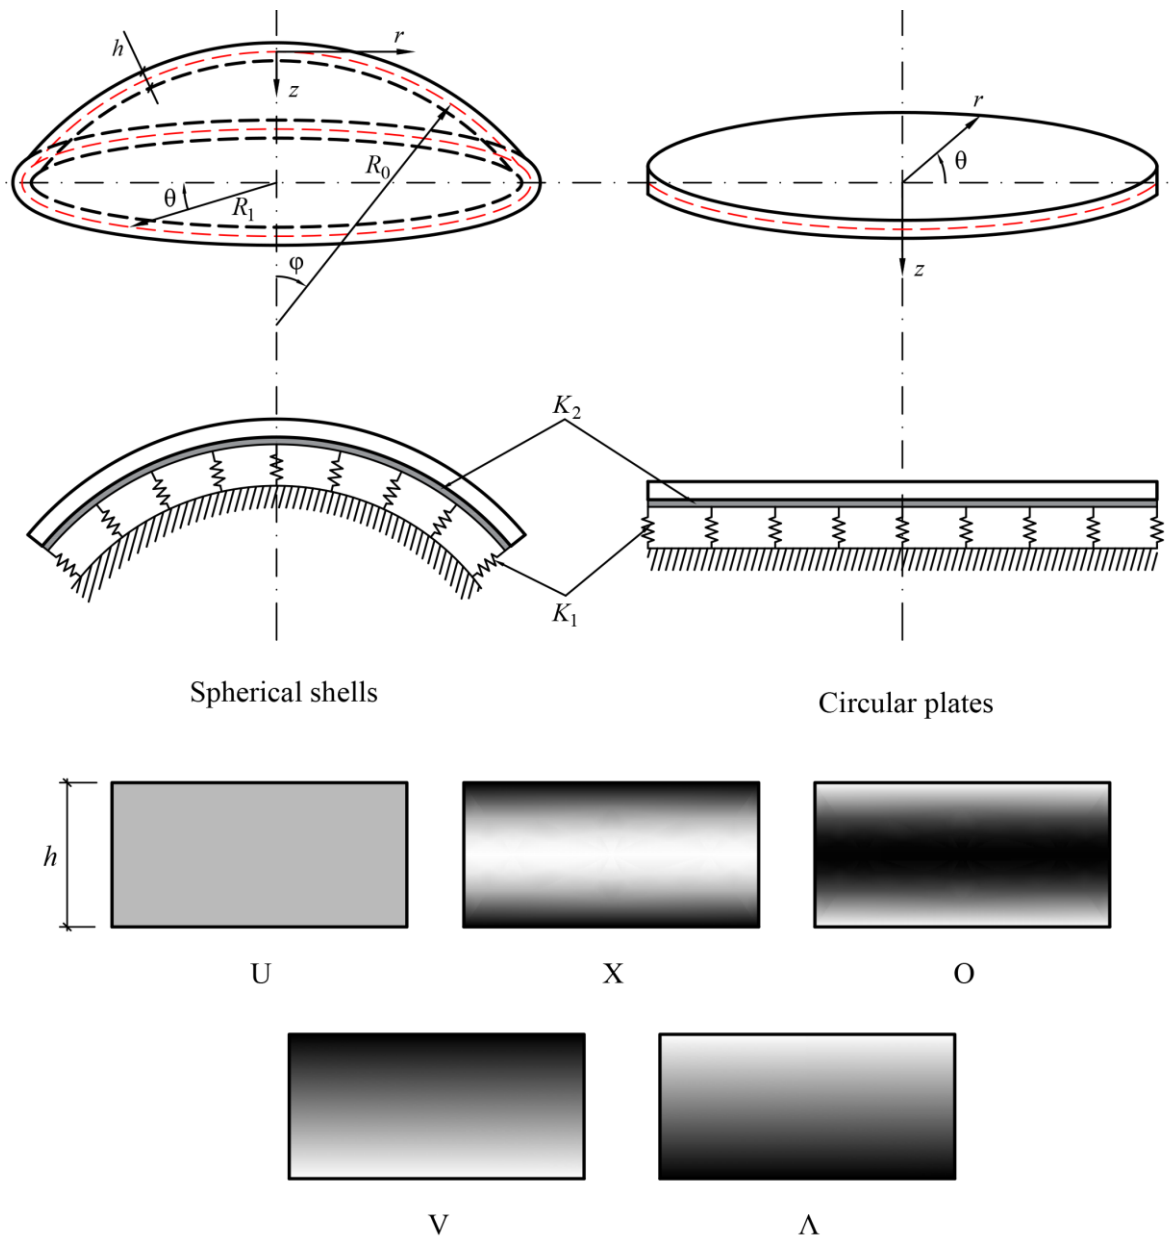 h
r
z
R0
θ
R1
φ
r
θ
z
K2
K1
Spherical shells
Circular plates
h
U
X
O
V
Λ